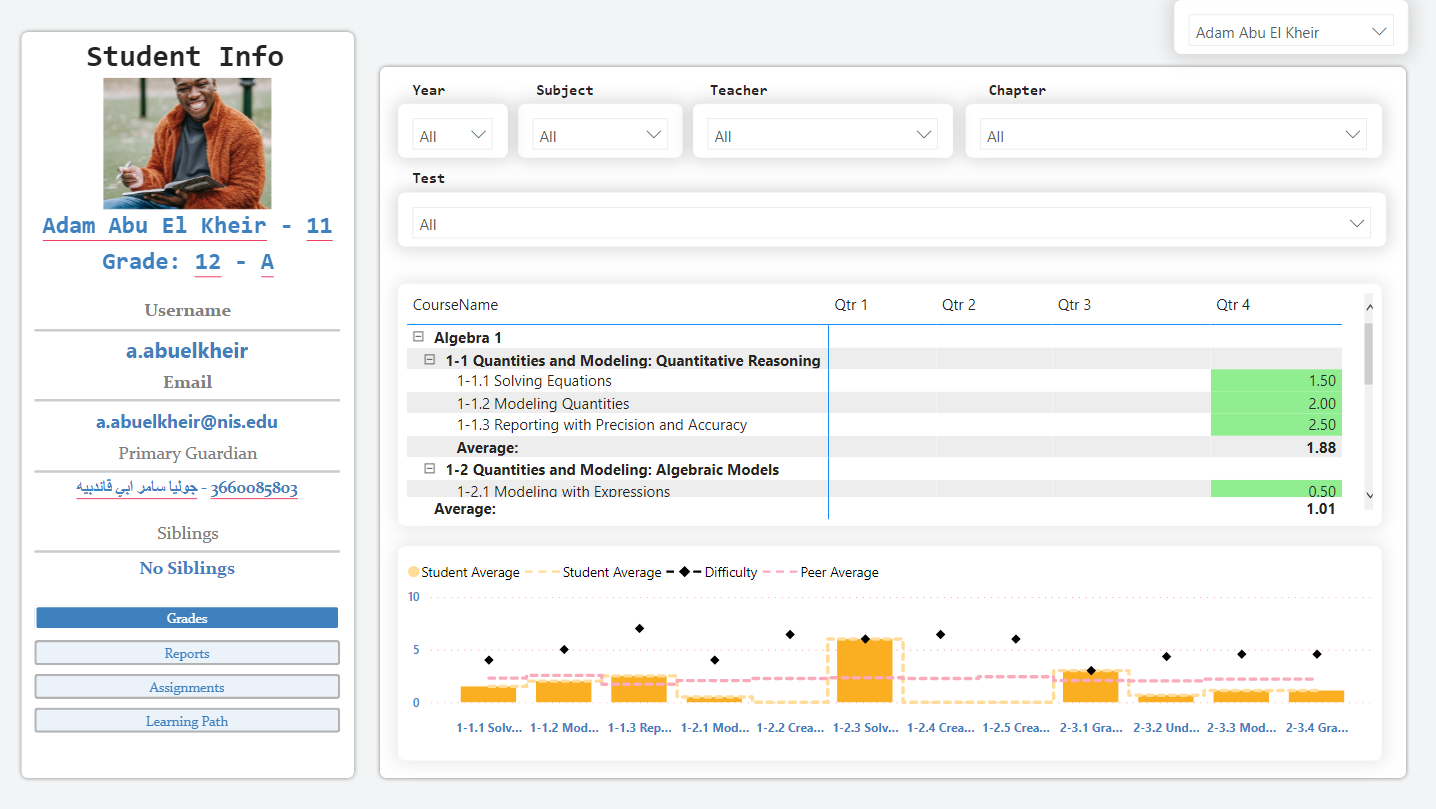 Adam Abu El Kheir
Student Info
Adam Abu El Kheir - 11
Grade: 12 - A
Username
a.abuelkheir
Email
a.abuelkheir@nis.edu
Primary Guardian
جوليا سامر ابي قاندبيه - 3660085803
Siblings
No Siblings
Grades
Reports
Assignments
Learning Path
Year Subject Teacher Chapter
All All All All
Test
All
CourseName Qtr 1 Qtr 2 Qtr 3 Qtr 4
Algebra 1
1-1 Quantities and Modeling: Quantitative Reasoning
1-1.1 Solving Equations 1.50
1-1.2 Modeling Quantities 2.00
1-1.3 Reporting with Precision and Accuracy 2.50
Average: 1.88
1-2 Quantities and Modeling: Algebraic Models
1-2.1 Modeling with Expressions 0.50
Average: 1.01
Student Average Student Average Difficulty Peer Average
10
5
0
1-1.1 Solv... 1-1.2 Mod... 1-1.3 Rep... 1-2.1 Mod... 1-2.2 Crea... 1-2.3 Solv... 1-2.4 Crea... 1-2.5 Crea... 2-3.1 Gra... 2-3.2 Und... 2-3.3 Mod... 2-3.4 Gra...